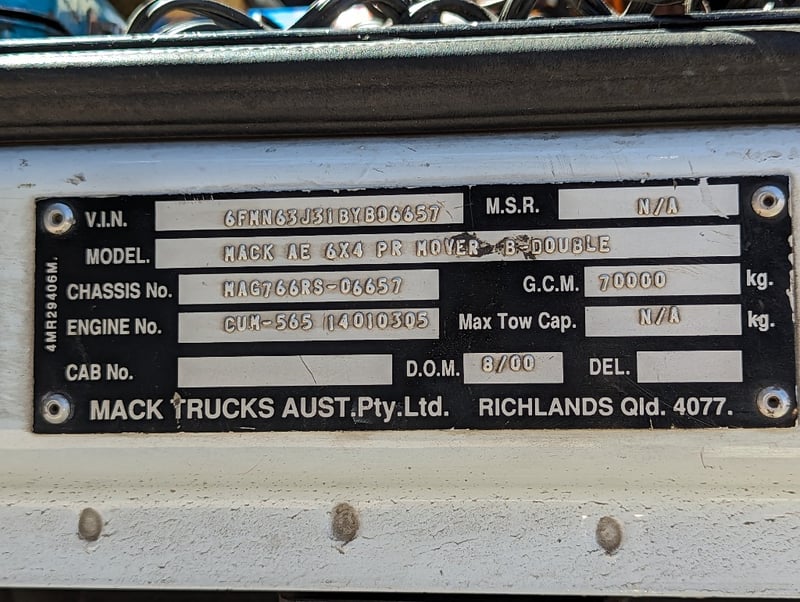 V.I.N. 6FMN63J31BYB06657 M.S.R. N/A
MODEL. MACK AE 6X4 PR MOVER B-DOUBLE
CHASSIS No. MAG766RS-06657 G.C.M. 70000 kg.
ENGINE No. CUM-565 14010305 Max Tow Cap. N/A kg.
CAB No. D.O.M. 8/00 DEL.
MACK TRUCKS AUST.Pty.Ltd. RICHLANDS Qld. 4077.
4MR29406M.